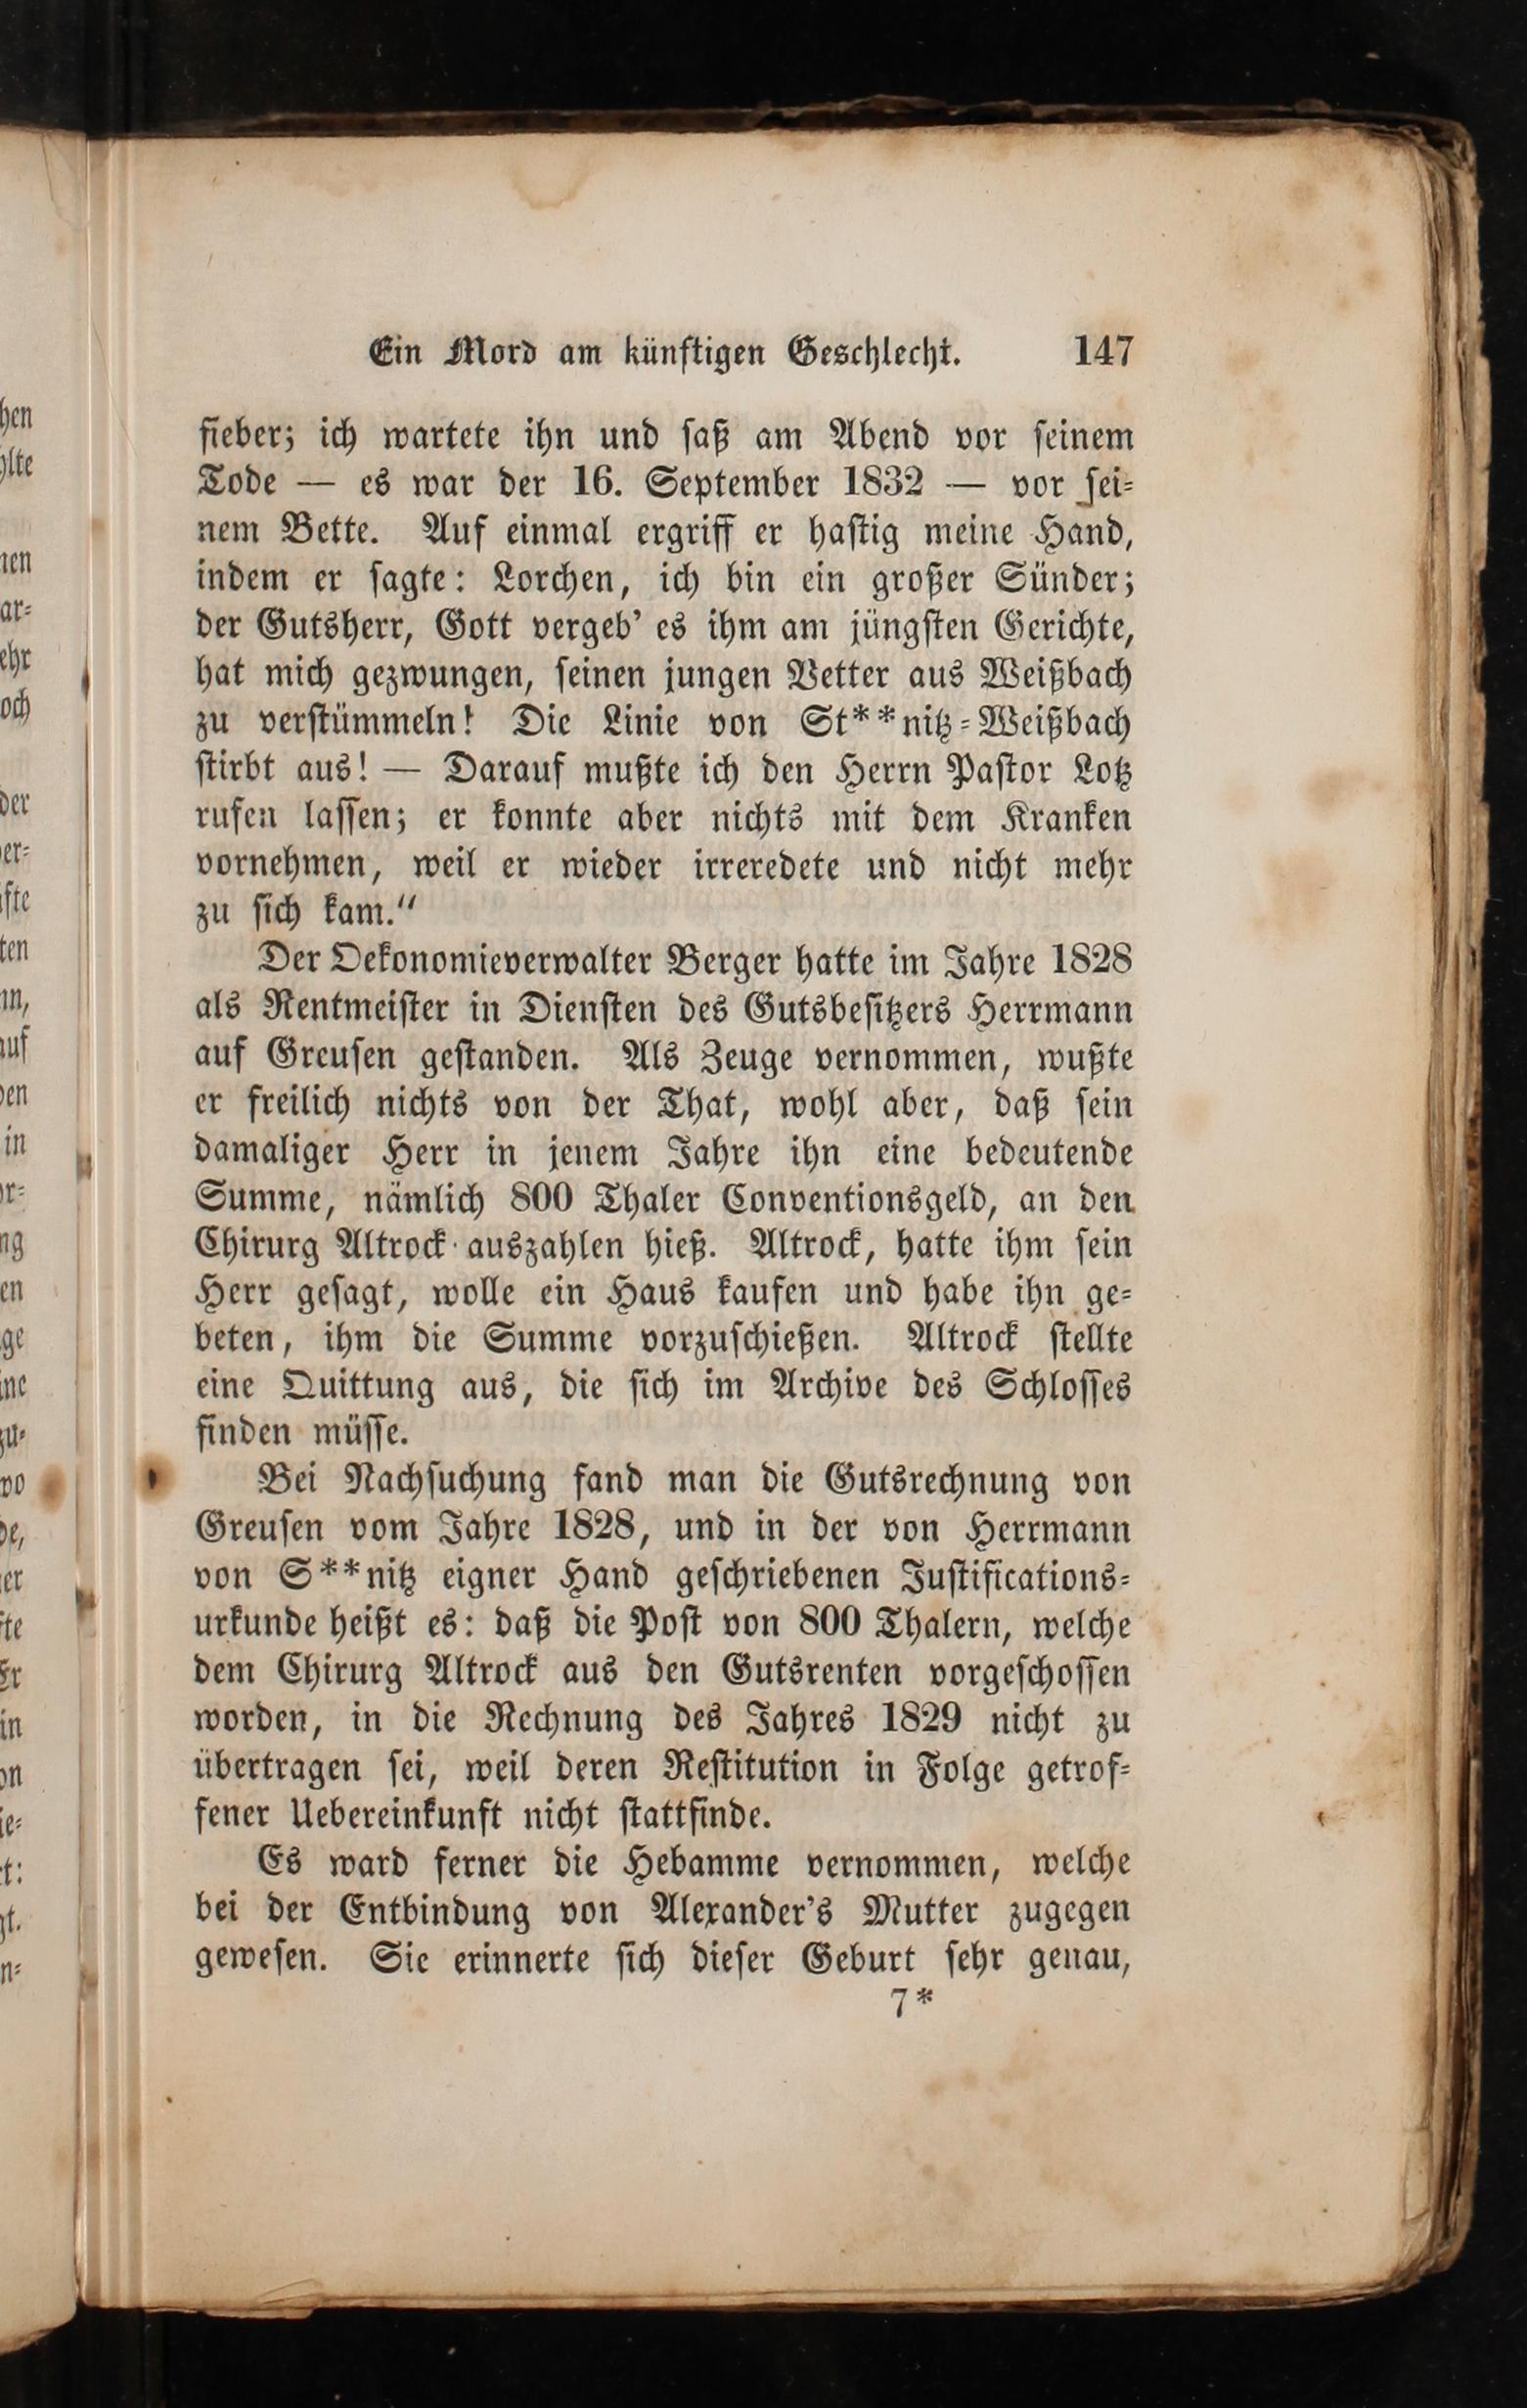 Ein Mord am künftigen Geschlecht. 147
fieber; ich wartete ihn und saß am Abend vor seinem
Tode — es war der 16. September 1832 — vor sei-
nem Bette. Auf einmal ergriff er hastig meine Hand,
indem er sagte: Lorchen, ich bin ein großer Sünder;
der Gutsherr, Gott vergeb’ es ihm am jüngsten Gerichte,
hat mich gezwungen, seinen jungen Vetter aus Weißbach
zu verstümmeln! Die Linie von St**nitz-Weißbach
stirbt aus! — Darauf mußte ich den Herrn Pastor Lotz
rufen lassen; er konnte aber nichts mit dem Kranken
vornehmen, weil er wieder irreredete und nicht mehr
zu sich kam.“
Der Oekonomieverwalter Berger hatte im Jahre 1828
als Rentmeister in Diensten des Gutsbesitzers Herrmann
auf Greusen gestanden. Als Zeuge vernommen, wußte
er freilich nichts von der That, wohl aber, daß sein
damaliger Herr in jenem Jahre ihn eine bedeutende
Summe, nämlich 800 Thaler Conventionsgeld, an den
Chirurg Altrock auszahlen hieß. Altrock, hatte ihm sein
Herr gesagt, wolle ein Haus kaufen und habe ihn ge-
beten, ihm die Summe vorzuschießen. Altrock stellte
eine Quittung aus, die sich im Archive des Schlosses
finden müsse.
Bei Nachsuchung fand man die Gutsrechnung von
Greusen vom Jahre 1828, und in der von Herrmann
von S**nitz eigner Hand geschriebenen Justifications-
urkunde heißt es: daß die Post von 800 Thalern, welche
dem Chirurg Altrock aus den Gutsrenten vorgeschossen
worden, in die Rechnung des Jahres 1829 nicht zu
übertragen sei, weil deren Restitution in Folge getrof-
fener Uebereinkunft nicht stattfinde.
Es ward ferner die Hebamme vernommen, welche
bei der Entbindung von Alexander’s Mutter zugegen
gewesen. Sie erinnerte sich dieser Geburt sehr genau,
7*